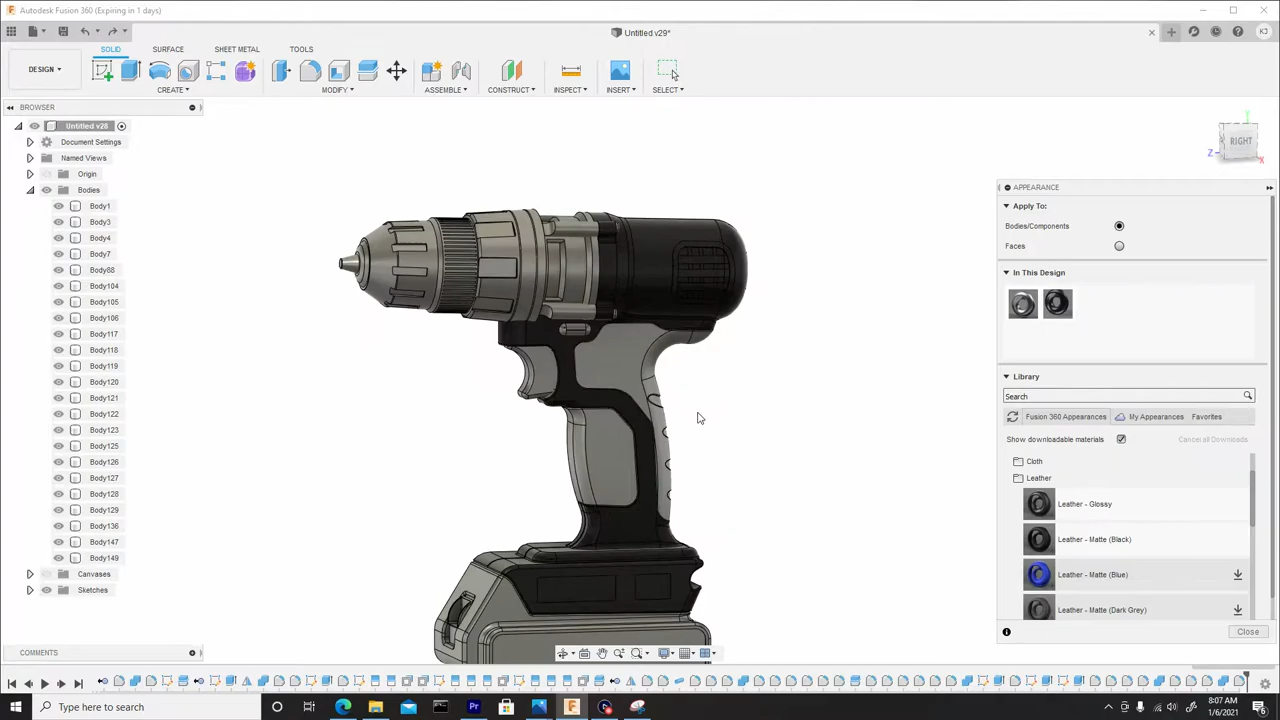 Autodesk Fusion 360 (Expiring in 1 days)
Untitled v29*
KJ
SOLID SURFACE SHEET METAL TOOLS
DESIGN
CREATE MODIFY ASSEMBLE CONSTRUCT INSPECT INSERT SELECT
BROWSER
Untitled v28
Document Settings
Named Views
Origin
Bodies
Body1
Body3
Body4
Body7
Body88
Body104
Body105
Body106
Body117
Body118
Body119
Body120
Body121
Body122
Body123
Body125
Body126
Body127
Body128
Body129
Body136
Body147
Body149
Canvases
Sketches
COMMENTS
RIGHT
Z
X
APPEARANCE
Apply To:
Bodies/Components
Faces
In This Design
Library
Search
Fusion 360 Appearances My Appearances Favorites
Show downloadable materials Cancel all Downloads
Cloth
Leather
Leather - Glossy
Leather - Matte (Black)
Leather - Matte (Blue)
Leather - Matte (Dark Grey)
Close
Type here to search
Pr
8:07 AM
1/6/2021